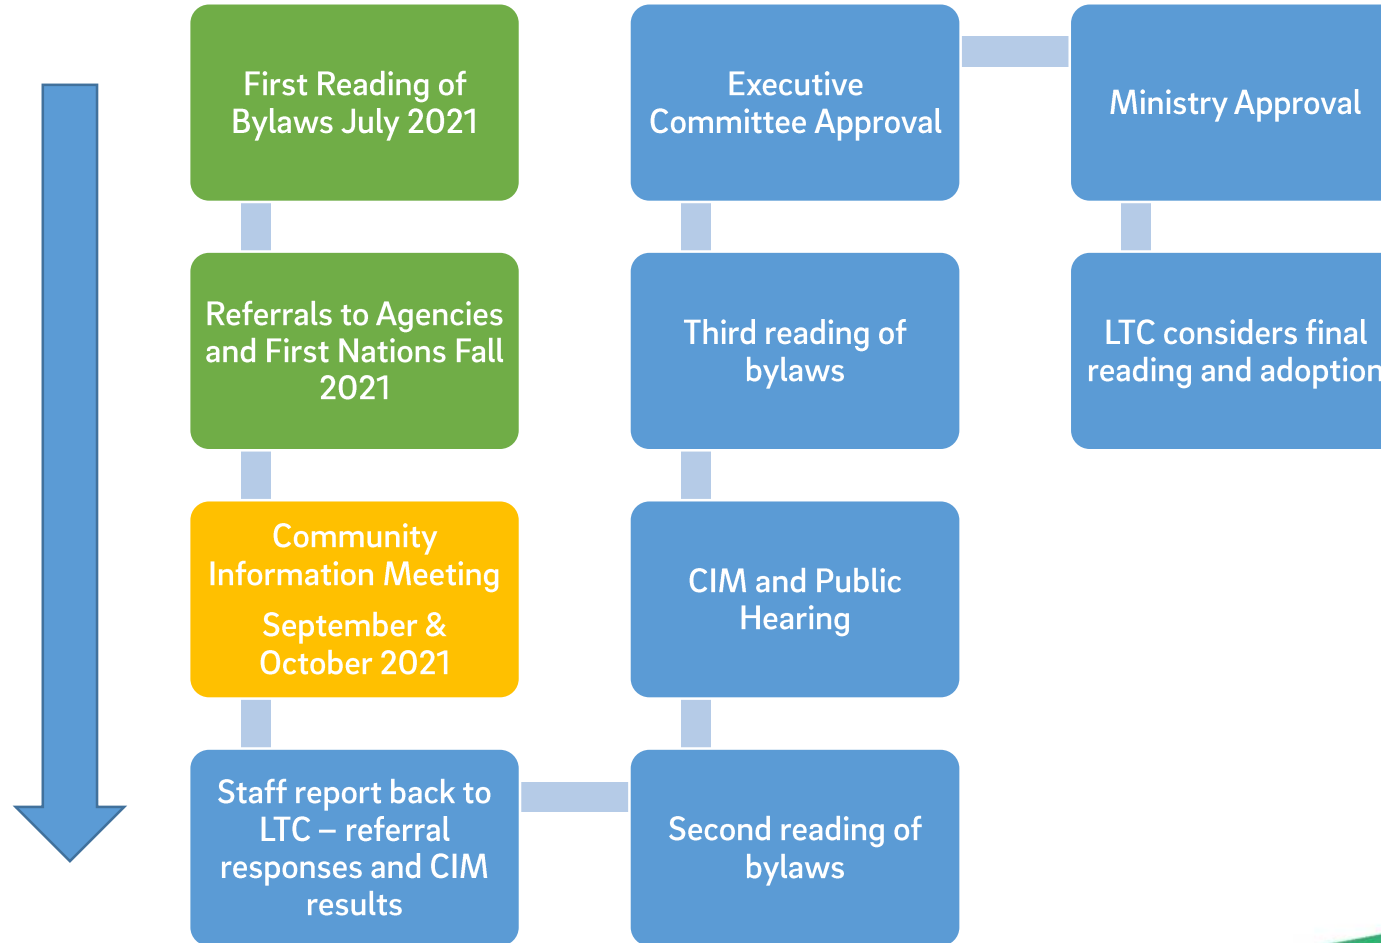 First Reading of
Bylaws July 2021
Referrals to Agencies
and First Nations Fall
2021
Community
Information Meeting
September &
October 2021
Staff report back to
LTC – referral
responses and CIM
results
Second reading of
bylaws
CIM and Public
Hearing
Third reading of
bylaws
Executive
Committee Approval
Ministry Approval
LTC considers final
reading and adoption